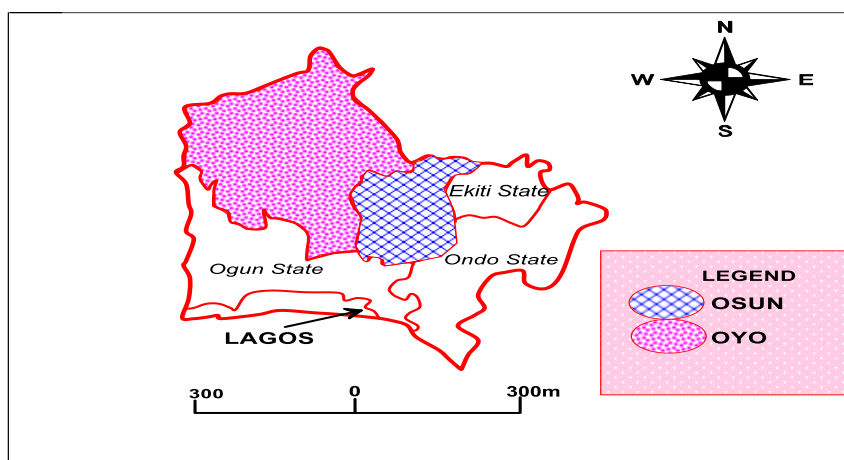 N
W E
S
Ekiti State
Ogun State
Ondo State
LAGOS
LEGEND
OSUN
OYO
300 0 300m